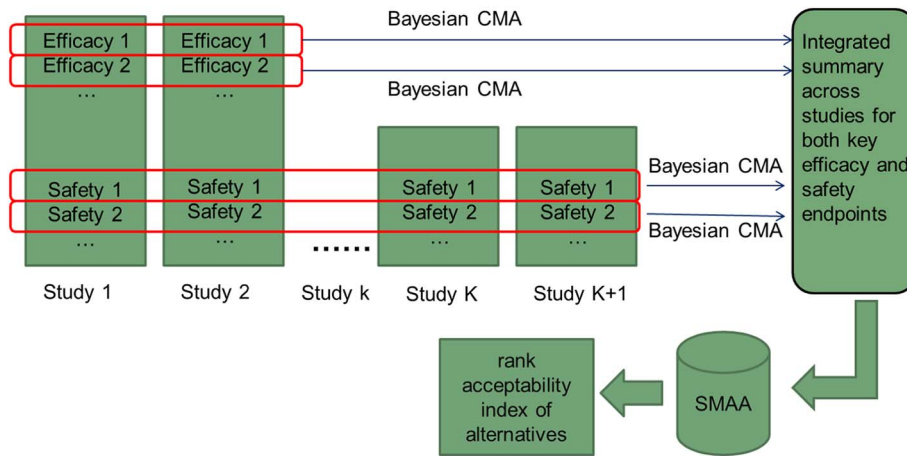 Bayesian CMA
Efficacy 1 Efficacy 1
Efficacy 2 Efficacy 2
... ...
Bayesian CMA
Integrated
summary
across
studies for
both key
efficacy and
safety
endpoints
Bayesian CMA
Safety 1 Safety 1 Safety 1 Safety 1
Safety 2 Safety 2 Safety 2 Safety 2
Bayesian CMA
... ... ... ...
......
Study 1 Study 2 Study k Study K Study K+1
rank
acceptability
index of
alternatives
SMAA